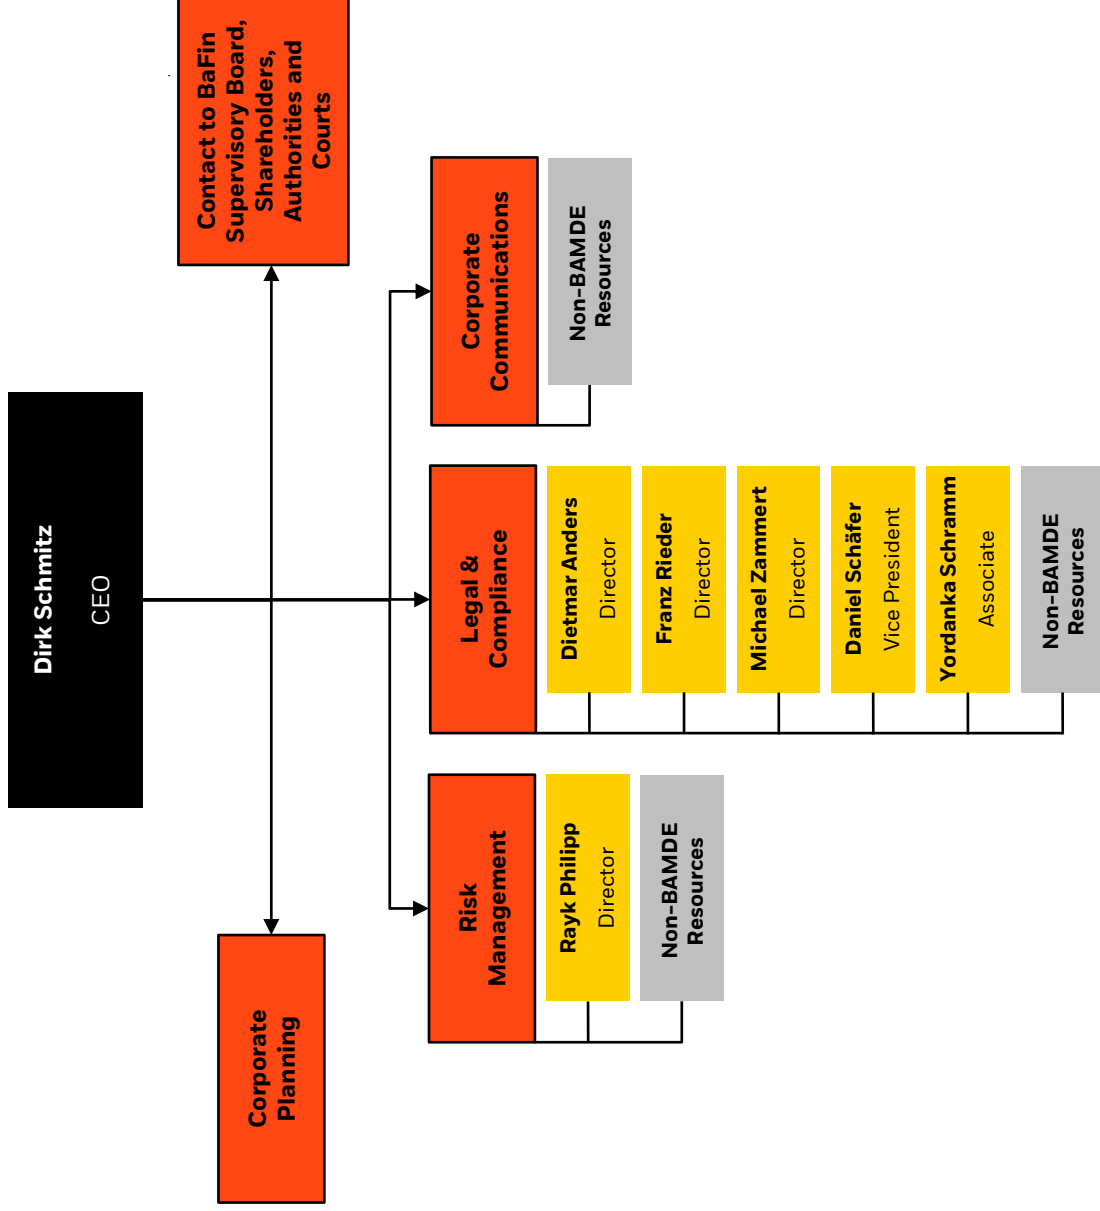 Dirk Schmitz
CEO
Corporate
Planning
Contact to BaFin
Supervisory Board,
Shareholders,
Authorities and
Courts
Risk
Management
Rayk Philipp
Director
Non-BAMDE
Resources
Legal &
Compliance
Dietmar Anders
Director
Franz Rieder
Director
Michael Zammert
Director
Daniel Schäfer
Vice President
Yordanka Schramm
Associate
Non-BAMDE
Resources
Corporate
Communications
Non-BAMDE
Resources